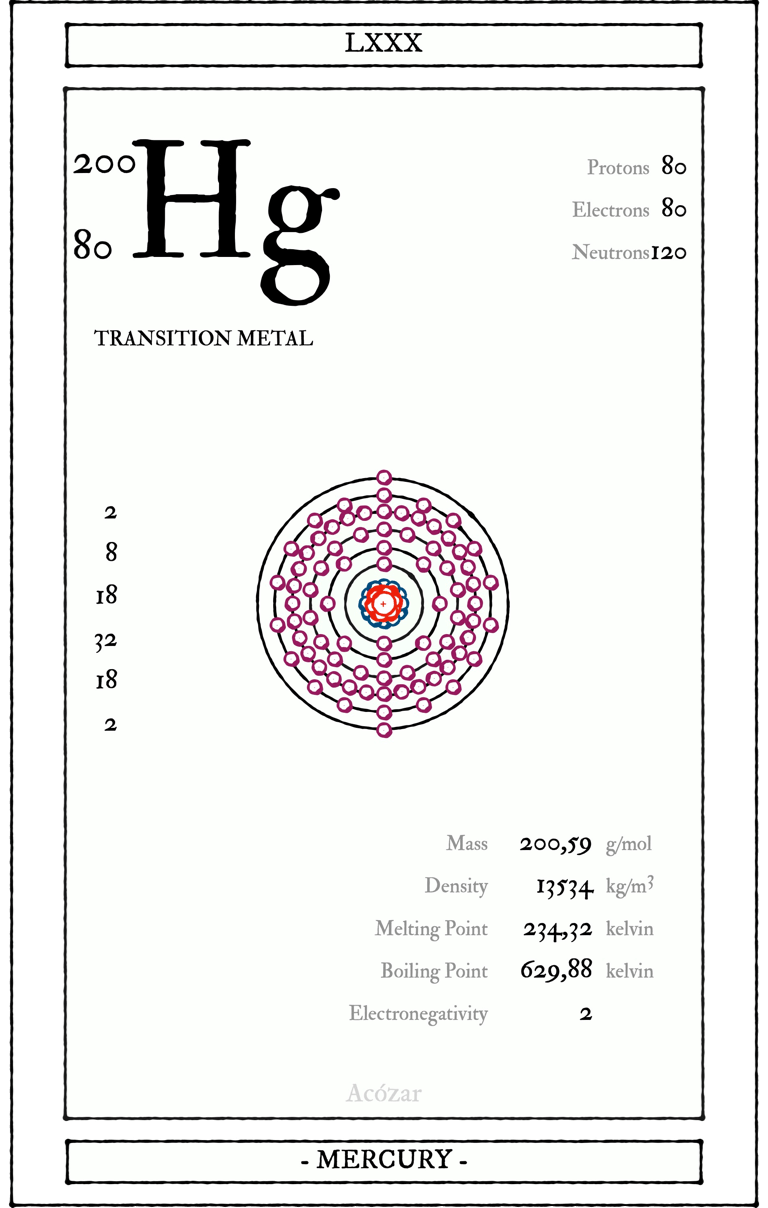 LXXX
200
80
Hg
Protons 80
Electrons 80
Neutrons 120
TRANSITION METAL
2
8
18
32
18
2
+
Mass 200,59 g/mol
Density 13534 kg/m³
Melting Point 234,32 kelvin
Boiling Point 629,88 kelvin
Electronegativity 2
Acózar
- MERCURY -